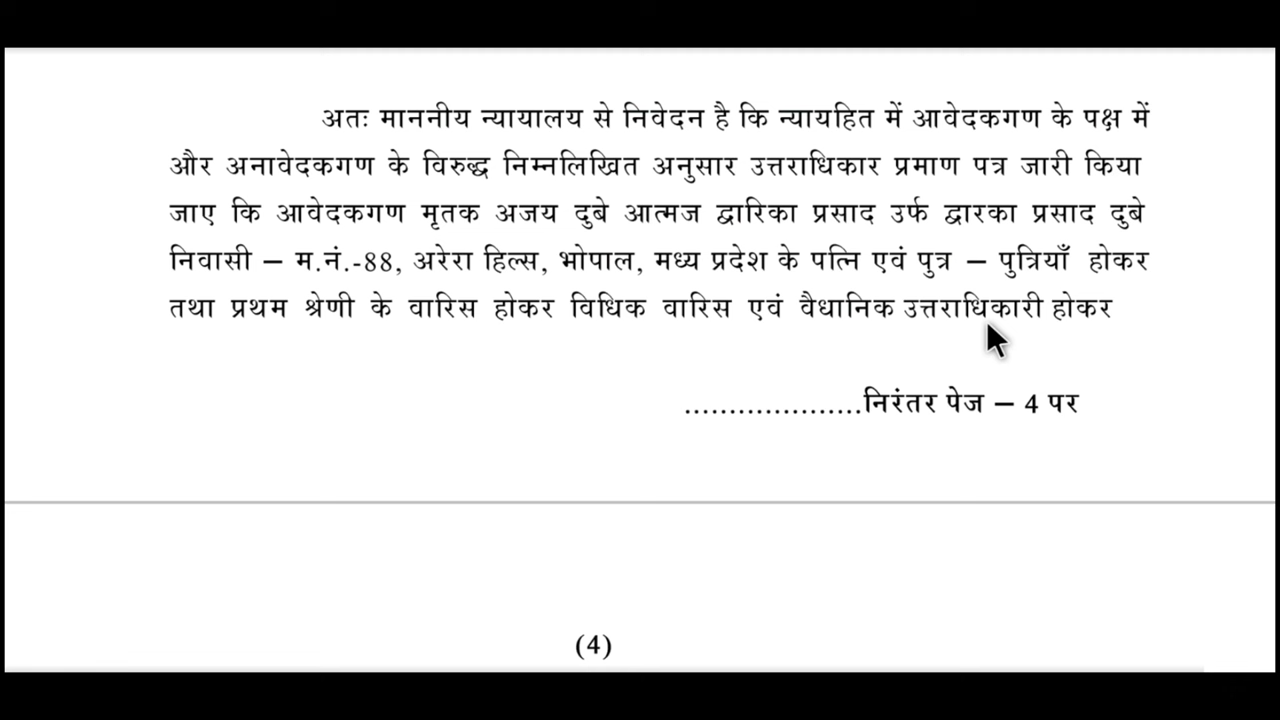 अतः माननीय न्यायालय से निवेदन है कि न्यायहित में आवेदकगण के पक्ष में
और अनावेदकगण के विरुद्ध निम्नलिखित अनुसार उत्तराधिकार प्रमाण पत्र जारी किया
जाए कि आवेदकगण मृतक अजय दुबे आत्मज द्वारिका प्रसाद उर्फ द्वारका प्रसाद दुबे
निवासी – म.नं.-88, अरेरा हिल्स, भोपाल, मध्य प्रदेश के पत्नि एवं पुत्र – पुत्रियाँ होकर
तथा प्रथम श्रेणी के वारिस होकर विधिक वारिस एवं वैधानिक उत्तराधिकारी होकर
....................निरंतर पेज – 4 पर
(4)